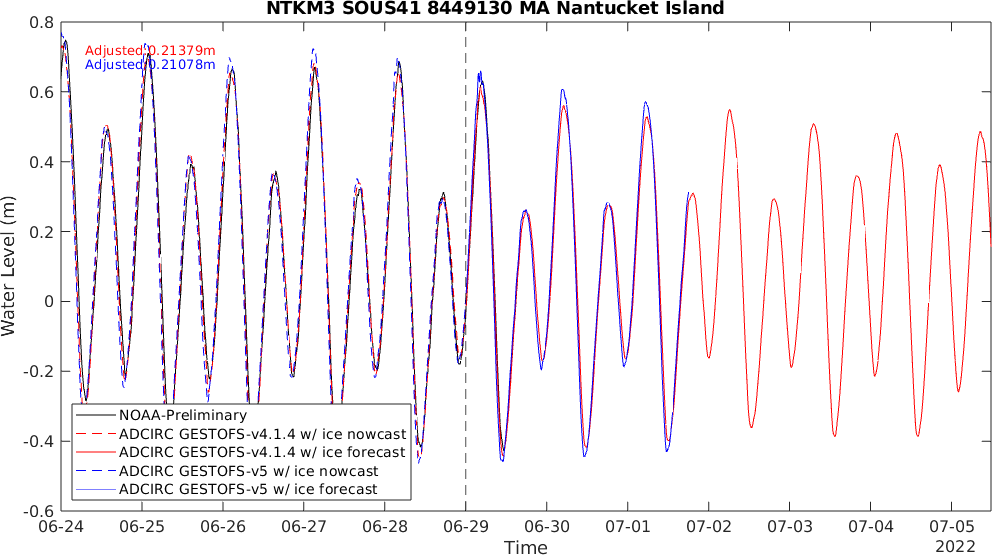 NTKM3 SOUS41 8449130 MA Nantucket Island
0.8
0.6
0.4
0.2
0
-0.2
-0.4
-0.6
Water Level (m)
Adjusted 0.21379m
Adjusted 0.21078m
NOAA-Preliminary
ADCIRC GESTOFS-v4.1.4 w/ ice nowcast
ADCIRC GESTOFS-v4.1.4 w/ ice forecast
ADCIRC GESTOFS-v5 w/ ice nowcast
ADCIRC GESTOFS-v5 w/ ice forecast
06-24 06-25 06-26 06-27 06-28 06-29 06-30 07-01 07-02 07-03 07-04 07-05
Time
2022